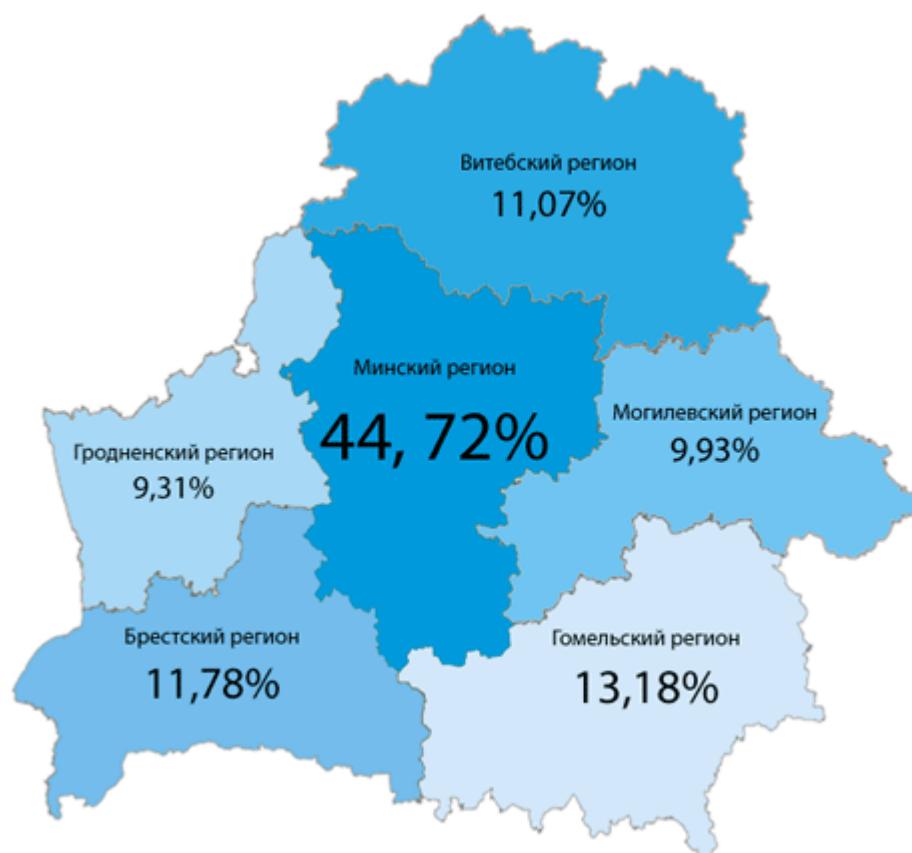 Витебский регион
11,07%
Минский регион
44, 72%
Могилевский регион
9,93%
Гродненский регион
9,31%
Брестский регион
11,78%
Гомельский регион
13,18%